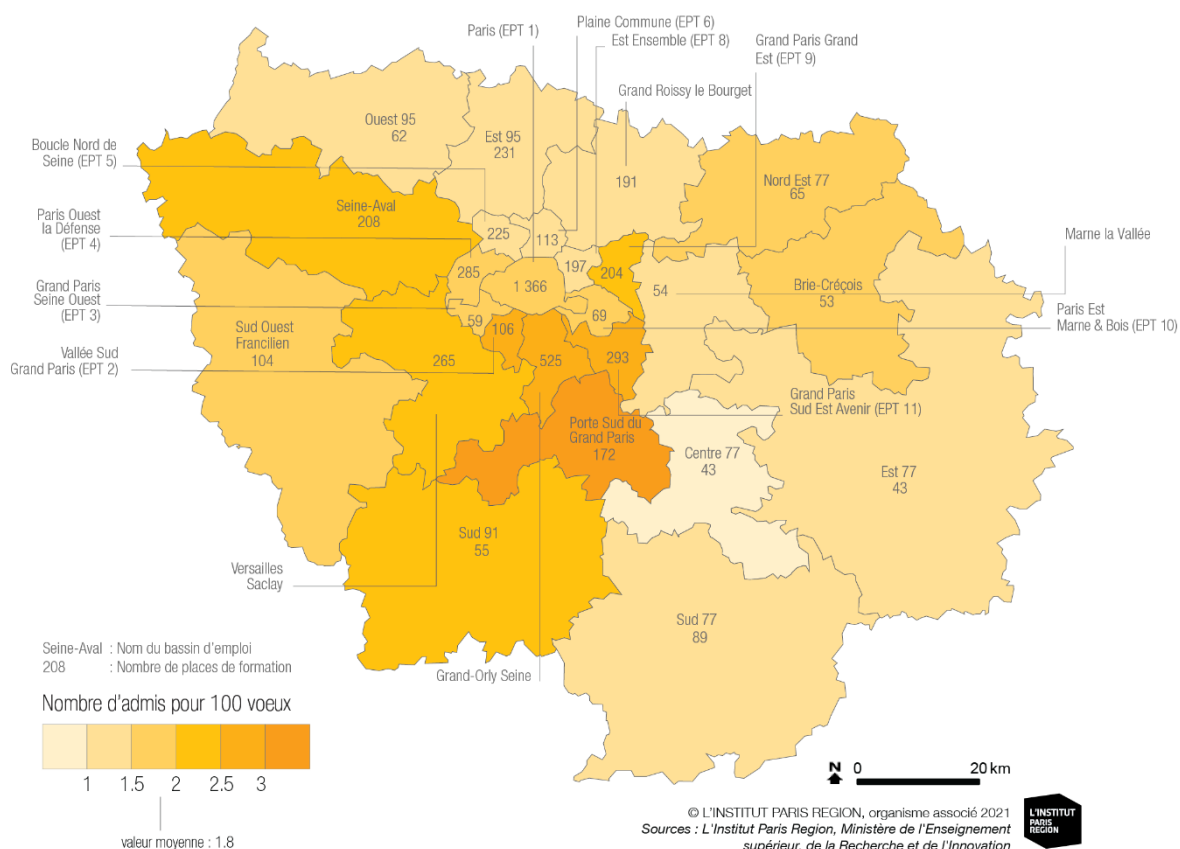 Paris (EPT 1)
Plaine Commune (EPT 6)
Est Ensemble (EPT 8)
Grand Paris Grand
Est (EPT 9)
Grand Roissy le Bourget
Ouest 95
62
Est 95
231
Boucle Nord de
Seine (EPT 5)
191
Nord Est 77
65
Seine-Aval
208
Paris Ouest
la Défense
(EPT 4)
225
113
Marne la Vallée
197
204
285
Grand Paris
Seine Ouest
(EPT 3)
1 366
54
Brie-Créçois
53
59
69
Paris Est
Marne & Bois (EPT 10)
Sud Ouest
Francilien
104
106
Vallée Sud
Grand Paris (EPT 2)
265
525
293
Grand Paris
Sud Est Avenir (EPT 11)
Porte Sud du
Grand Paris
172
Centre 77
43
Est 77
43
Sud 91
55
Versailles
Saclay
Sud 77
89
Grand-Orly Seine
Seine-Aval : Nom du bassin d'emploi
208 : Nombre de places de formation
Nombre d'admis pour 100 voeux
1 1.5 2 2.5 3
valeur moyenne : 1.8
N 0 20 km
© L'INSTITUT PARIS REGION, organisme associé 2021
Sources : L'Institut Paris Region, Ministère de l'Enseignement
supérieur, de la Recherche et de l'Innovation
L'INSTITUT
PARIS
REGION